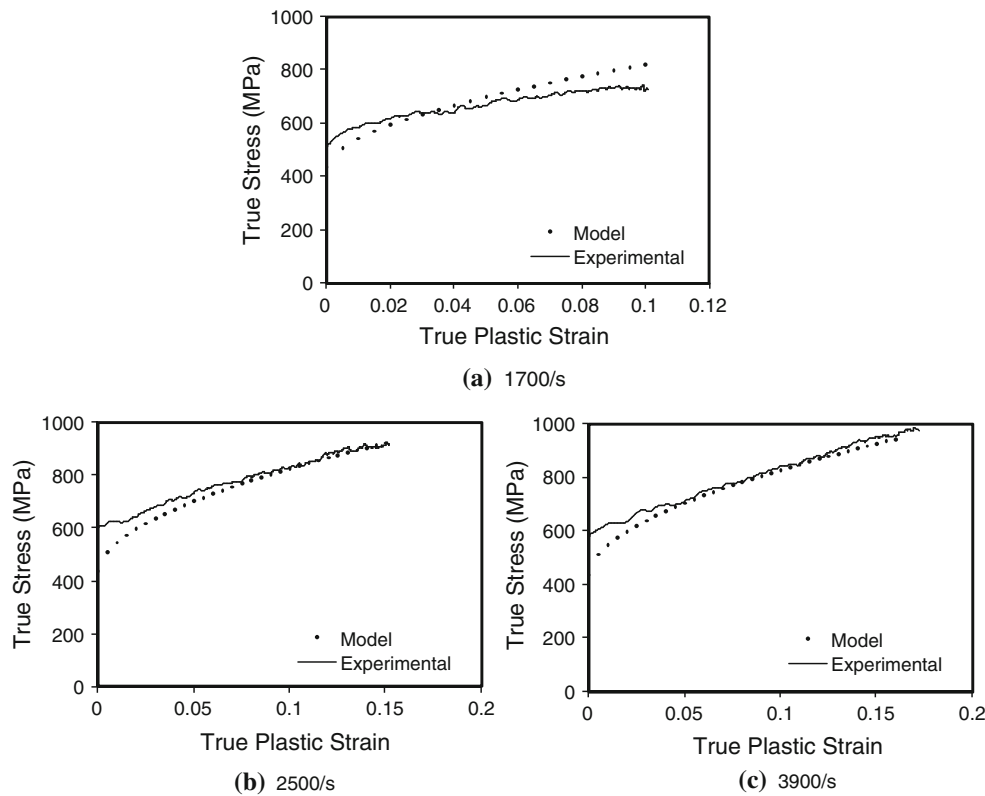 1000
800
600
400
200
0
True Stress (MPa)
Model
Experimental
0 0.02 0.04 0.06 0.08 0.1 0.12
True Plastic Strain
(a) 1700/s
1000
800
600
400
200
0
True Stress (MPa)
Model
Experimental
0 0.05 0.1 0.15 0.2
True Plastic Strain
(b) 2500/s
1000
800
600
400
200
0
True Stress (MPa)
Model
Experimental
0 0.05 0.1 0.15 0.2
True Plastic Strain
(c) 3900/s